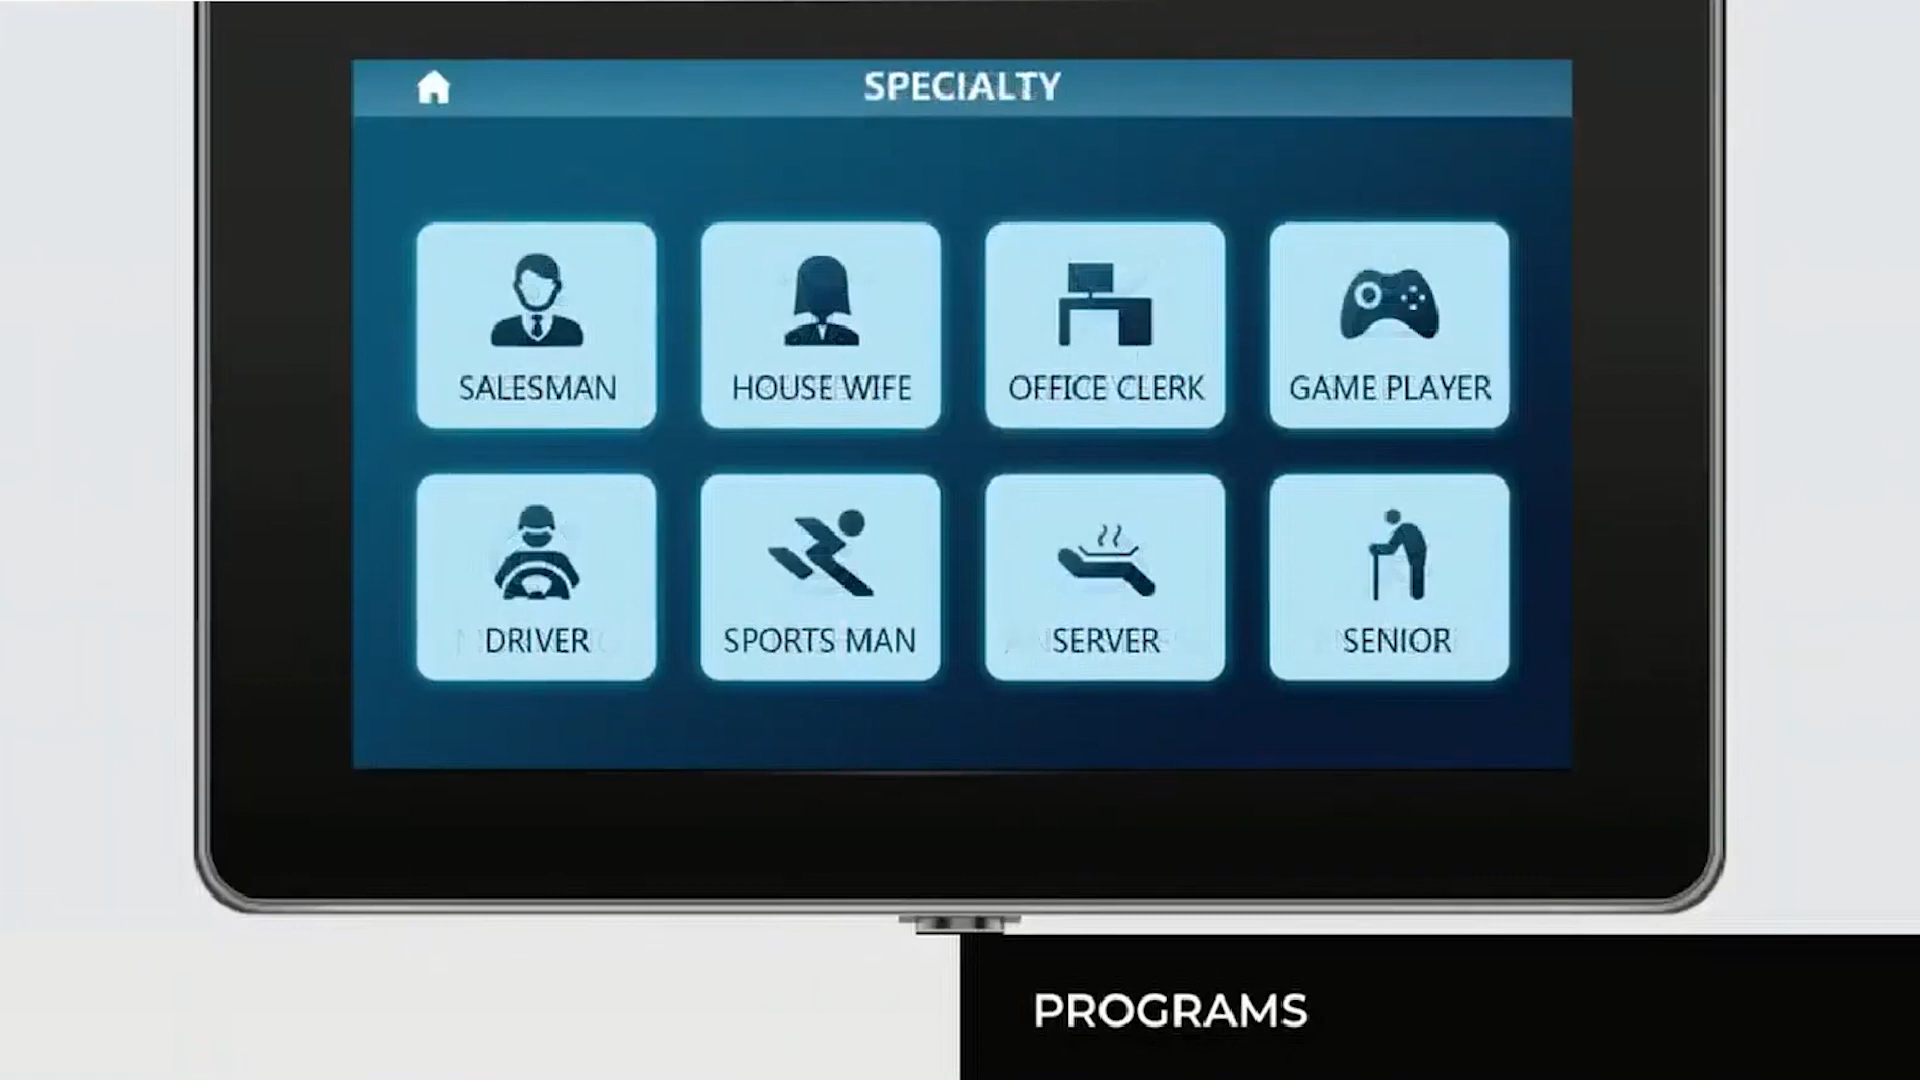 SPECIALTY
SALESMAN
HOUSE WIFE
OFFICE CLERK
GAME PLAYER
DRIVER
SPORTS MAN
SERVER
SENIOR
PROGRAMS